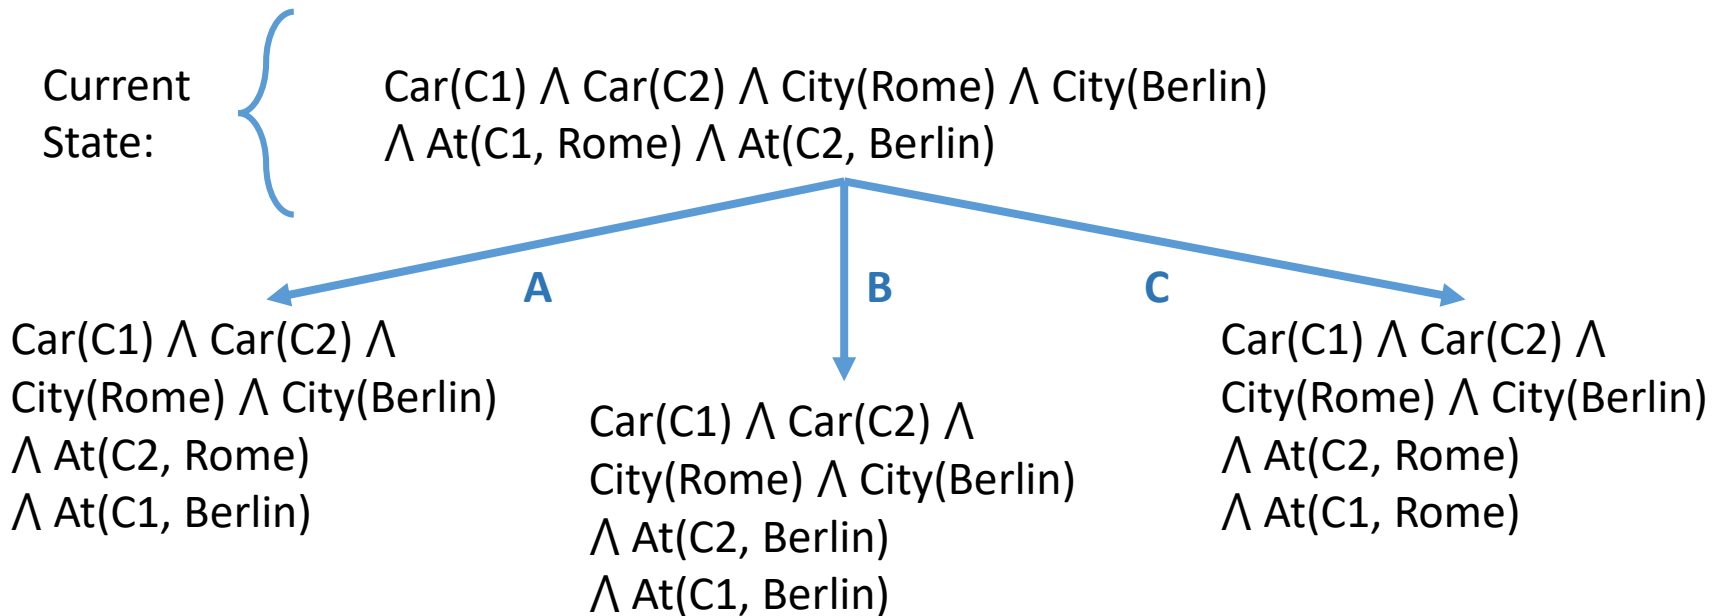 Current
State:
Car(C1) Λ Car(C2) Λ City(Rome) Λ City(Berlin)
Λ At(C1, Rome) Λ At(C2, Berlin)
A
B
C
Car(C1) Λ Car(C2) Λ
City(Rome) Λ City(Berlin)
Λ At(C2, Rome)
Λ At(C1, Berlin)
Car(C1) Λ Car(C2) Λ
City(Rome) Λ City(Berlin)
Λ At(C2, Berlin)
Λ At(C1, Berlin)
Car(C1) Λ Car(C2) Λ
City(Rome) Λ City(Berlin)
Λ At(C2, Rome)
Λ At(C1, Rome)